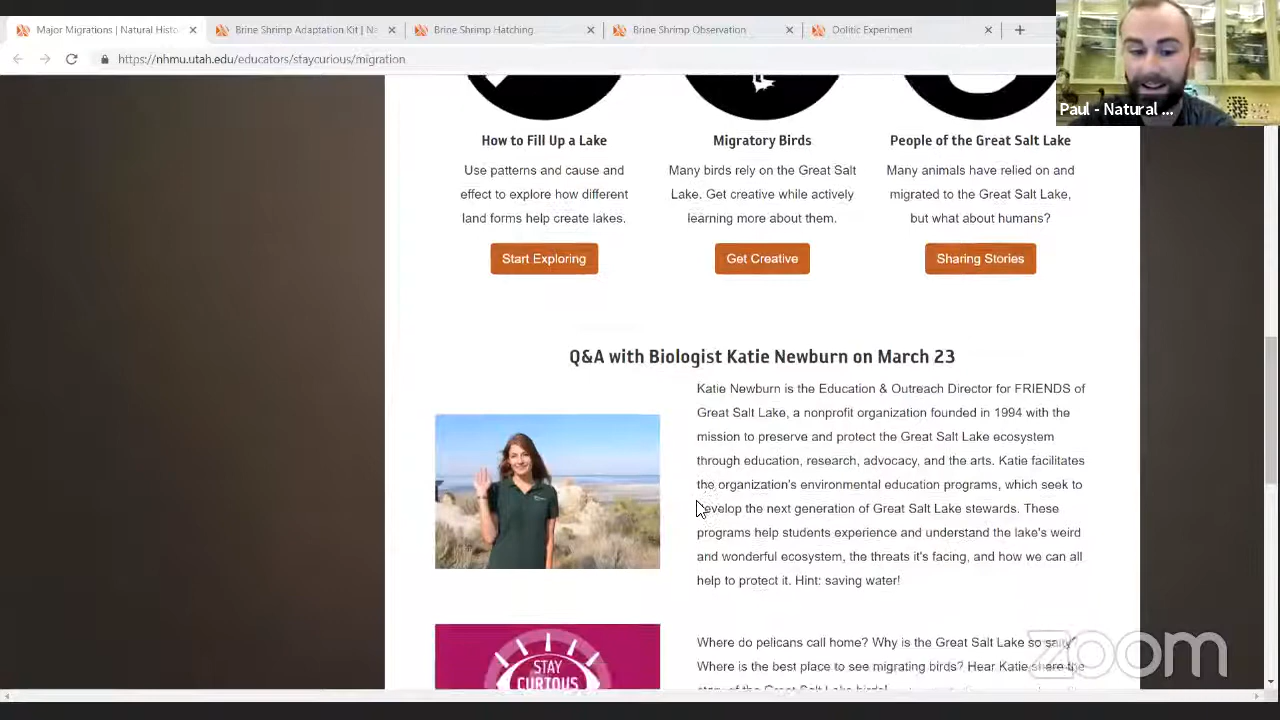 Major Migrations | Natural Histo
Brine Shrimp Adaptation
Brine Shrimp Hatching
Brine Shrimp Observation
Dolitic Experiment
https://nhmu.utah.edu/educators/staycurious/migration
Paul - Natural ...
How to Fill Up a Lake
Use patterns and cause and
effect to explore how different
land forms help create lakes.
Start Exploring
Migratory Birds
Many birds rely on the Great Salt
Lake. Get creative while actively
learning more about them.
Get Creative
People of the Great Salt Lake
Many animals have relied on and
migrated to the Great Salt Lake,
but what about humans?
Sharing Stories
Q&A with Biologist Katie Newburn on March 23
Katie Newburn is the Education & Outreach Director for FRIENDS of
Great Salt Lake, a nonprofit organization founded in 1994 with the
mission to preserve and protect the Great Salt Lake ecosystem
through education, research, advocacy, and the arts. Katie facilitates
the organization's environmental education programs, which seek to
develop the next generation of Great Salt Lake stewards. These
programs help students experience and understand the lake's weird
and wonderful ecosystem, the threats it's facing, and how we can all
help to protect it. Hint: saving water!
STAY
CURIOUS
Where do pelicans call home? Why is the Great Salt Lake so salty?
Where is the best place to see migrating birds? Hear Katie share the
story of the Great Salt Lake birds!
zoom